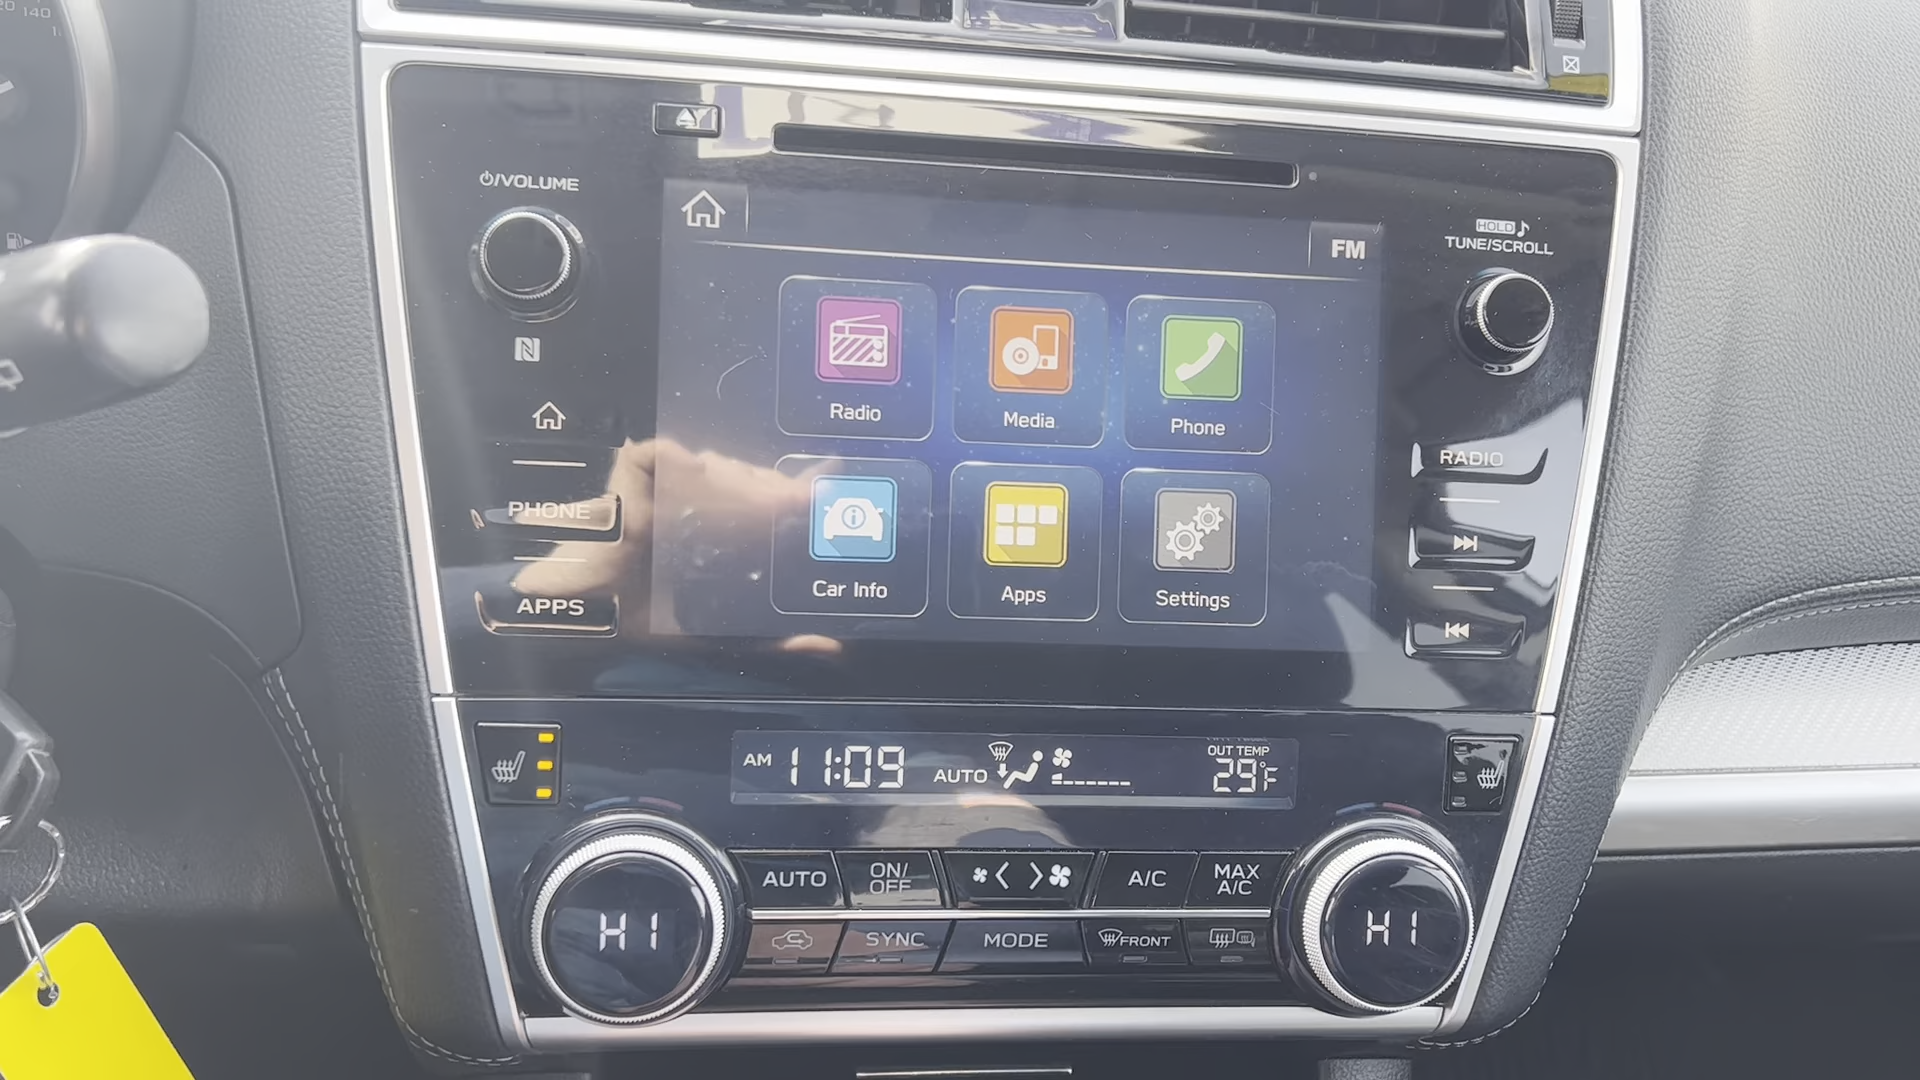 140
⏻/VOLUME
HOLD ♪
TUNE/SCROLL
FM
Radio
Media
Phone
RADIO
PHONE
Car Info
Apps
Settings
APPS
AM 11:09 AUTO
OUT TEMP
29°F
AUTO
ON/
OFF
A/C
MAX
A/C
HI
HI
SYNC
MODE
FRONT